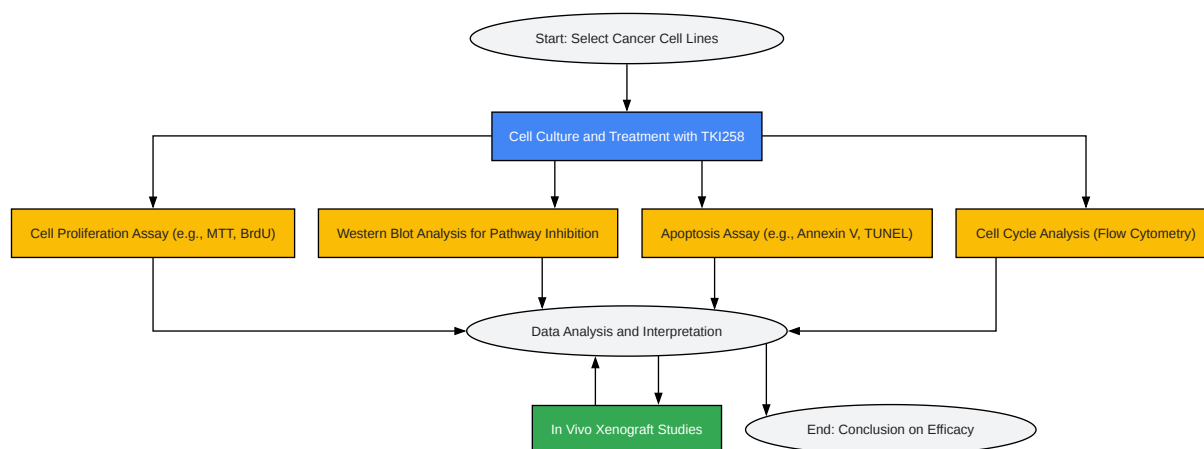 Start: Select Cancer Cell Lines
Cell Culture and Treatment with TKI258
Cell Proliferation Assay (e.g., MTT, BrdU)
Western Blot Analysis for Pathway Inhibition
Apoptosis Assay (e.g., Annexin V, TUNEL)
Cell Cycle Analysis (Flow Cytometry)
Data Analysis and Interpretation
In Vivo Xenograft Studies
End: Conclusion on Efficacy